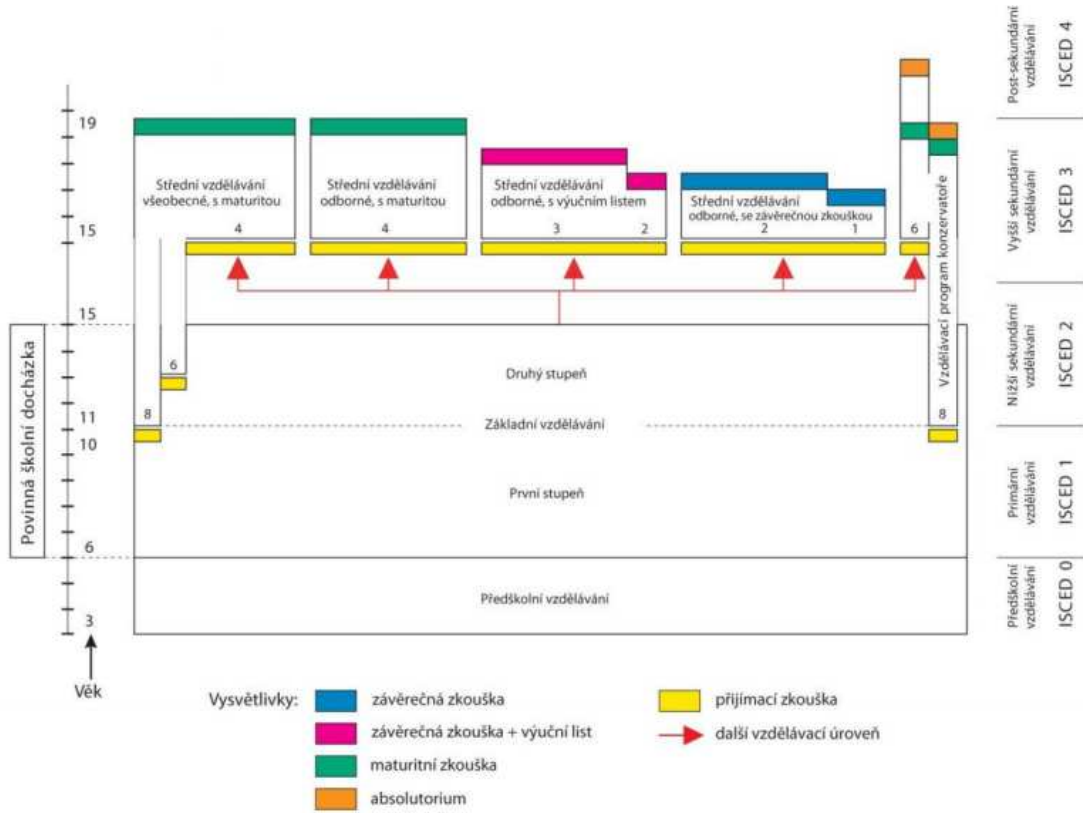 Post-sekundární
vzdělávání
ISCED 4
19
Střední vzdělávání
všeobecné, s maturitou
4
Střední vzdělávání
odborné, s maturitou
4
Střední vzdělávání
odborné, s výučním listem
3
2
Střední vzdělávání
odborné, se závěrečnou zkouškou
2
1
6
Vzdělávací program konzervatoře
8
Vyšší sekundární
vzdělávání
ISCED 3
15
15
Povinná školní docházka
6
8
Druhý stupeň
Nižší sekundární
vzdělávání
ISCED 2
11
Základní vzdělávání
10
První stupeň
Primární
vzdělávání
ISCED 1
6
Předškolní vzdělávání
Předškolní
vzdělávání
ISCED 0
3
Věk
Vysvětlivky:
závěrečná zkouška
závěrečná zkouška + výuční list
maturitní zkouška
absolutorium
přijímací zkouška
další vzdělávací úroveň